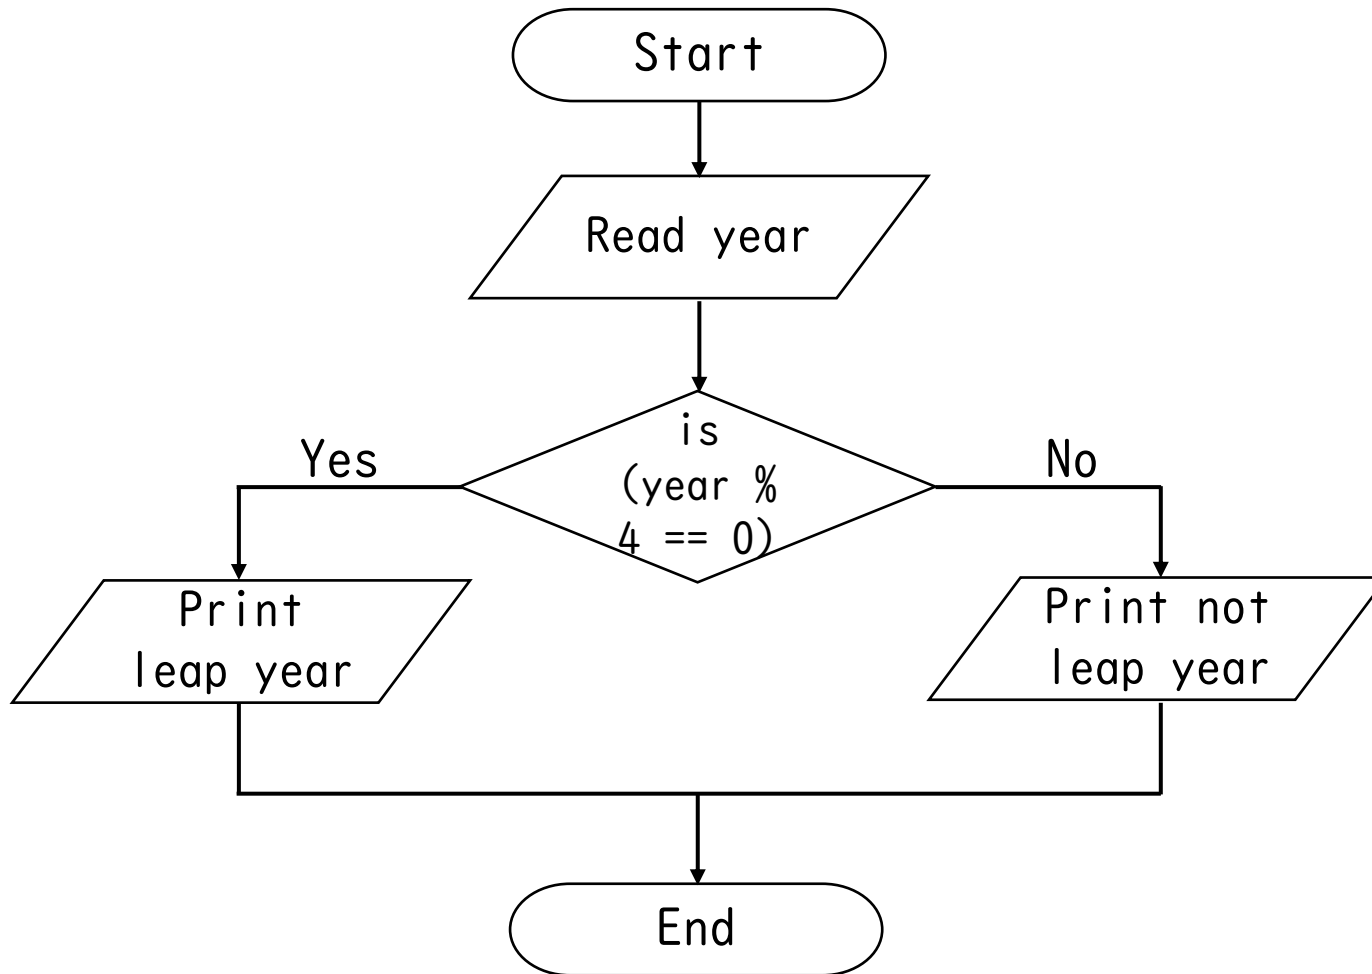 Start
Read year
is
(year %
4 == 0)
Yes
No
Print
leap year
Print not
leap year
End